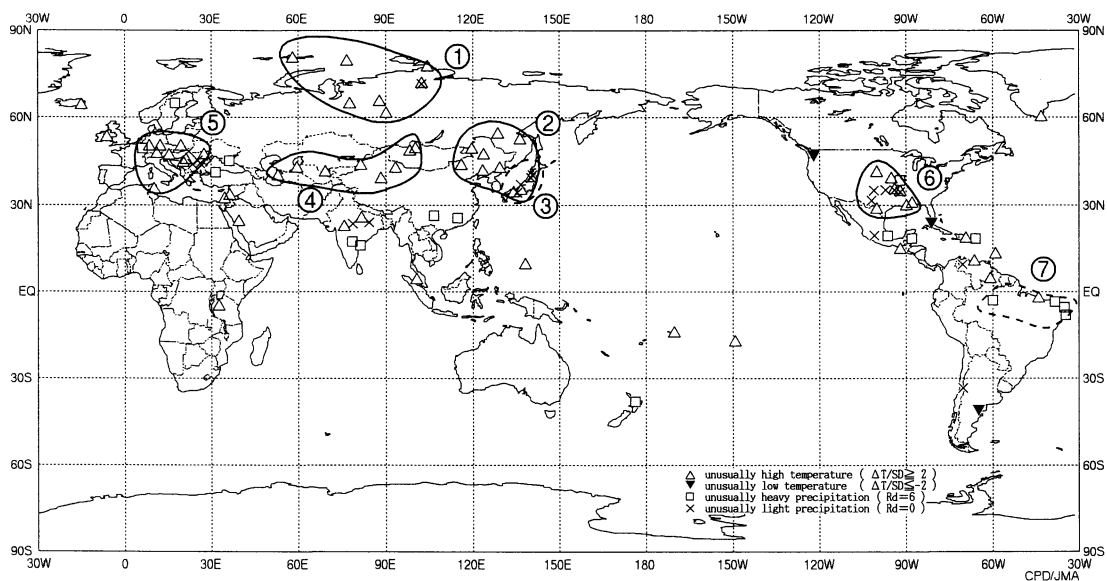 30W 0 30E 60E 90E 120E 150E 180 150W 120W 90W 60W 30W
90N 90N
①
⑤ ②
60N 60N
⑥
④ ③
30N 30N
⑦
EQ EQ
30S 30S
△ unusually high temperature ( ΔT/SD≧ 2 )
▼ unusually low temperature ( ΔT/SD≦-2 )
60S 60S
□ unusually heavy precipitation ( Rd=6 )
× unusually light precipitation ( Rd=0 )
90S 90S
30W 0 30E 60E 90E 120E 150E 180 150W 120W 90W 60W 30W
CPD/JMA